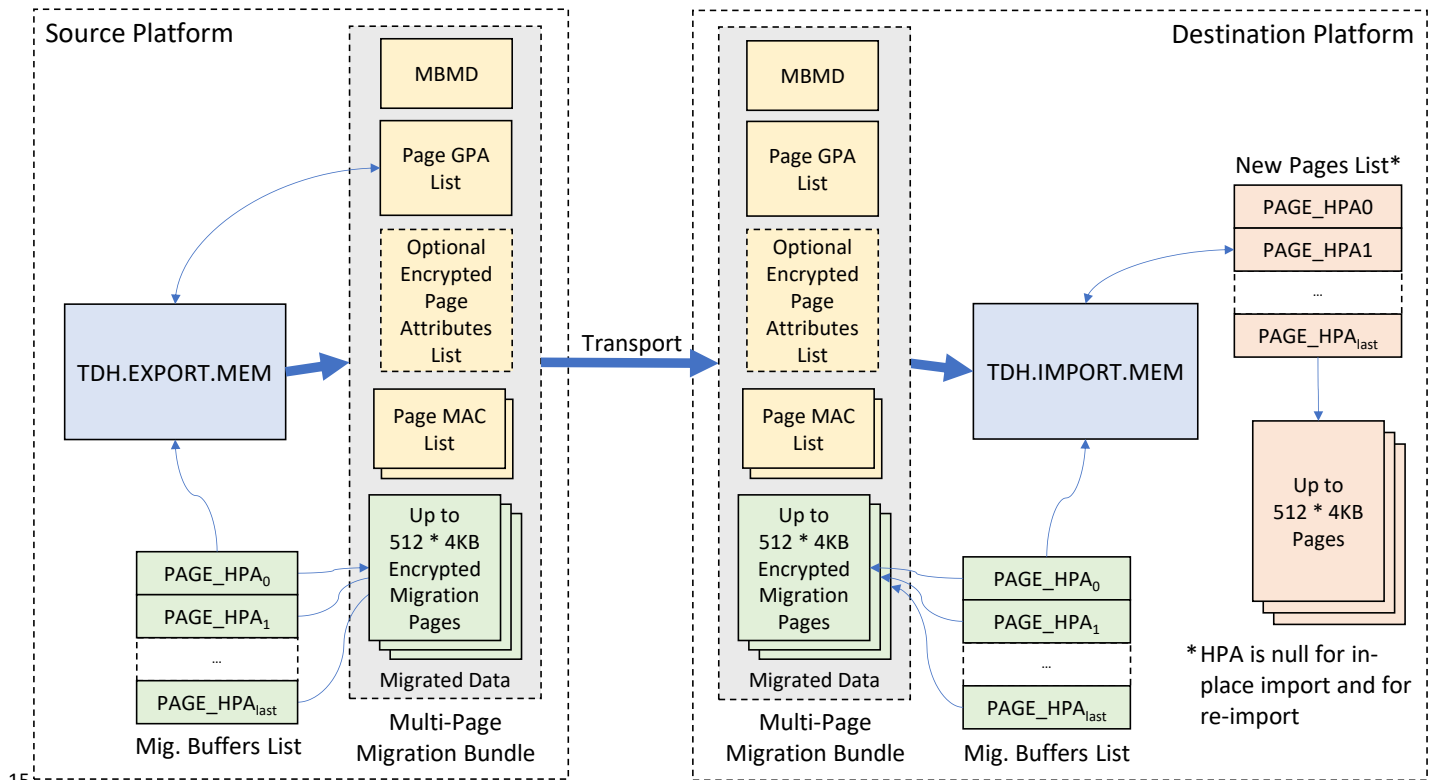 Source Platform
MBMD
Page GPA
List
Optional
Encrypted
Page
Attributes
List
TDH.EXPORT.MEM
Page MAC
List
Up to
512 * 4KB
Encrypted
Migration
Pages
Migrated Data
Multi-Page
Migration Bundle
PAGE_HPA0
PAGE_HPA1
...
PAGE_HPAlast
Mig. Buffers List
Transport
Destination Platform
MBMD
Page GPA
List
Optional
Encrypted
Page
Attributes
List
Page MAC
List
Up to
512 * 4KB
Encrypted
Migration
Pages
Migrated Data
Multi-Page
Migration Bundle
TDH.IMPORT.MEM
PAGE_HPA0
PAGE_HPA1
...
PAGE_HPAlast
Mig. Buffers List
New Pages List*
PAGE_HPA0
PAGE_HPA1
...
PAGE_HPAlast
Up to
512 * 4KB
Pages
* HPA is null for in-
place import and for
re-import
15